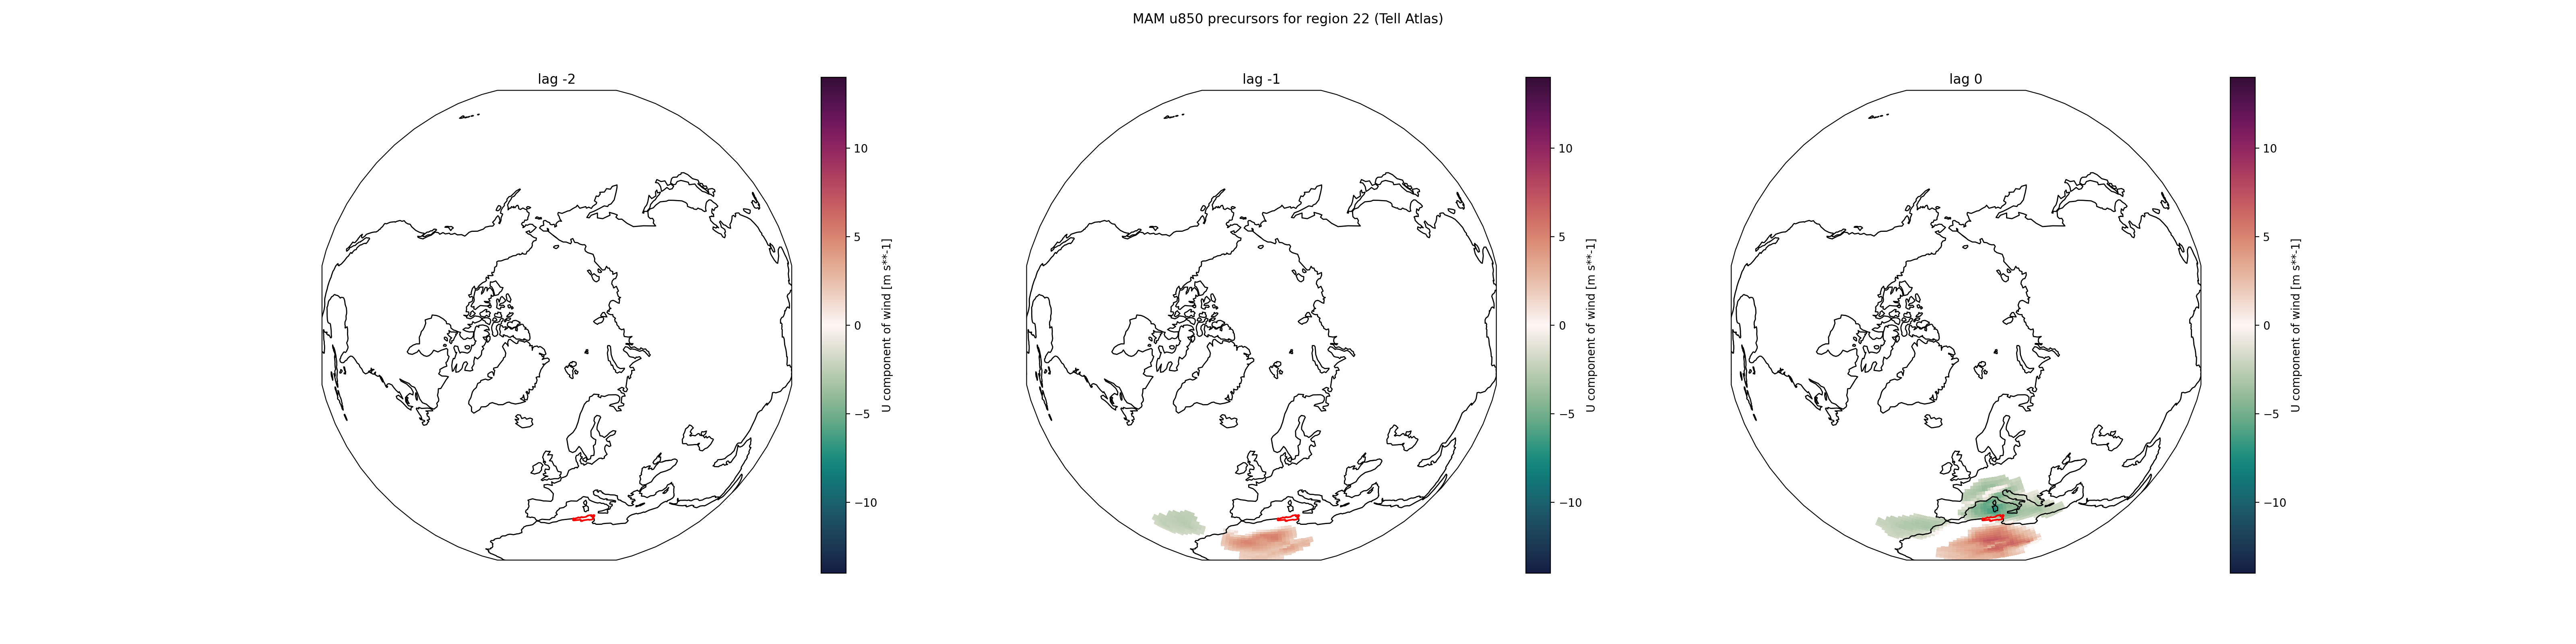 MAM u850 precursors for region 22 (Tell Atlas)
lag -2
10
5
0
−5
−10
U component of wind [m s**-1]
lag -1
10
5
0
−5
−10
U component of wind [m s**-1]
lag 0
10
5
0
−5
−10
U component of wind [m s**-1]